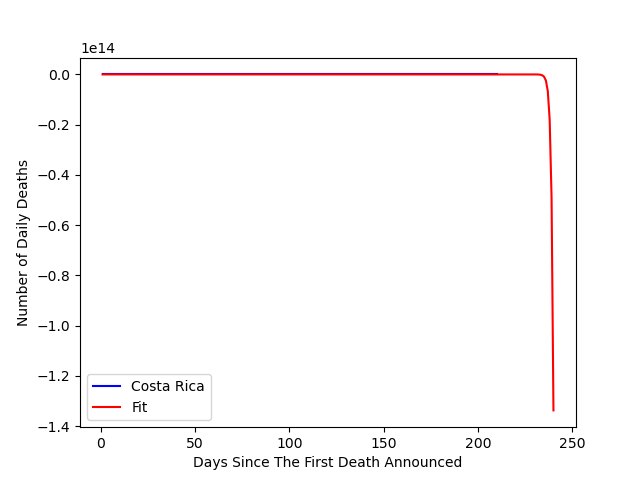 1e14
0.0
−0.2
−0.4
−0.6
−0.8
−1.0
−1.2
−1.4
Number of Daily Deaths
Costa Rica
Fit
0 50 100 150 200 250
Days Since The First Death Announced